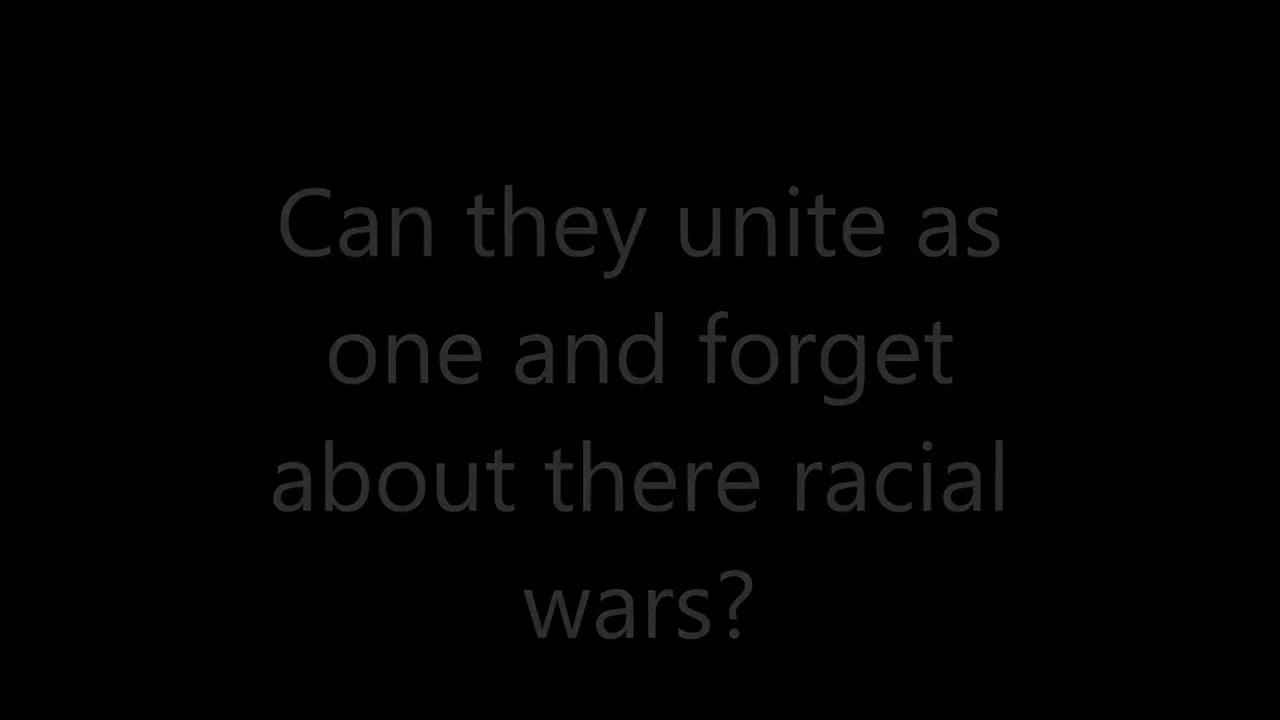 Can they unite as
one and forget
about there racial
wars?